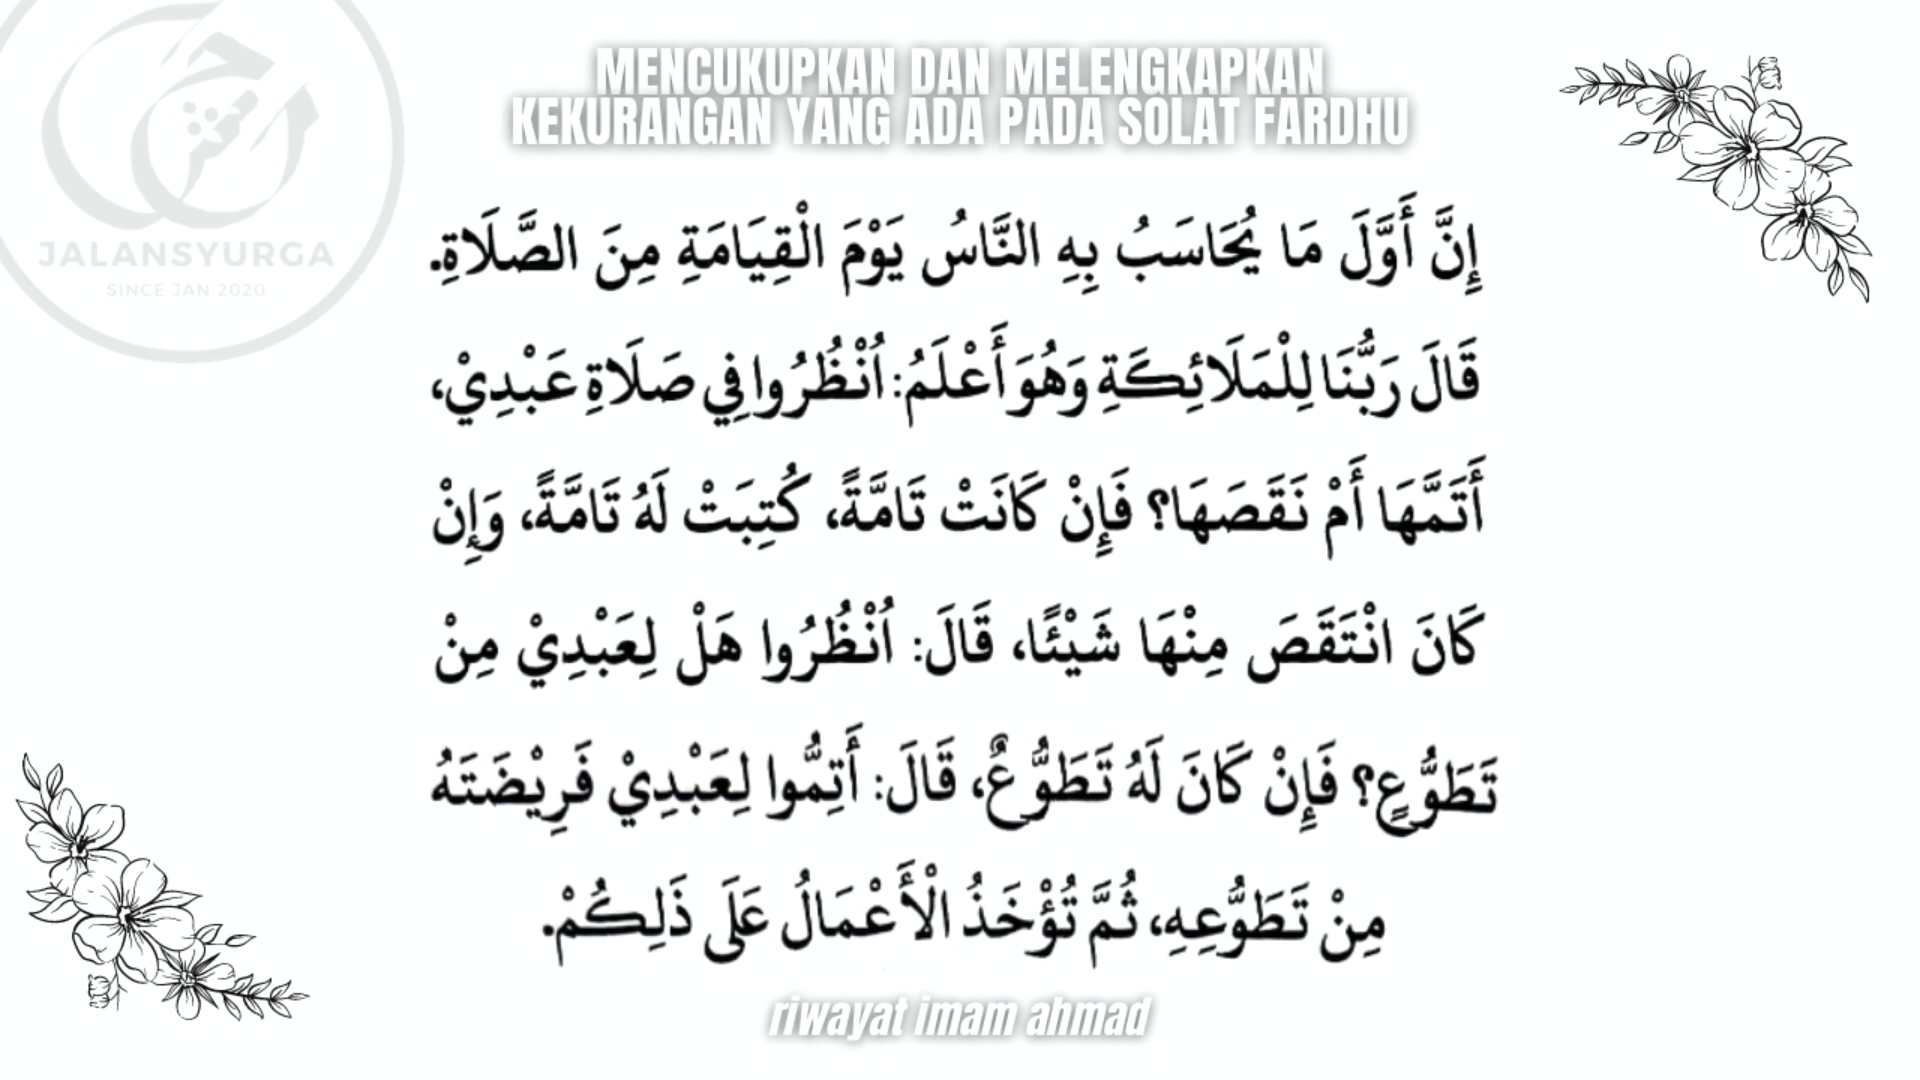 JALANSYURGA
SINCE JAN 2020
MENCUKUPKAN DAN MELENGKAPKAN
KEKURANGAN YANG ADA PADA SOLAT FARDHU
إِنَّ أَوَّلَ مَا يُحَاسَبُ بِهِ النَّاسُ يَوْمَ الْقِيَامَةِ مِنَ الصَّلَاةِ.
قَالَ رَبُّنَا لِلْمَلَائِكَةِ وَهُوَ أَعْلَمُ: اُنْظُرُوا فِي صَلَاةِ عَبْدِيْ،
أَتَمَّهَا أَمْ نَقَصَهَا؟ فَإِنْ كَانَتْ تَامَّةً، كُتِبَتْ لَهُ تَامَّةً، وَإِنْ
كَانَ انْتَقَصَ مِنْهَا شَيْئًا، قَالَ: اُنْظُرُوا هَلْ لِعَبْدِيْ مِنْ
تَطَوُّعٍ؟ فَإِنْ كَانَ لَهُ تَطَوُّعٌ، قَالَ: أَتِمُّوا لِعَبْدِيْ فَرِيْضَتَهُ
مِنْ تَطَوُّعِهِ، ثُمَّ تُؤْخَذُ الْأَعْمَالُ عَلَى ذَلِكُمْ.
riwayat imam ahmad